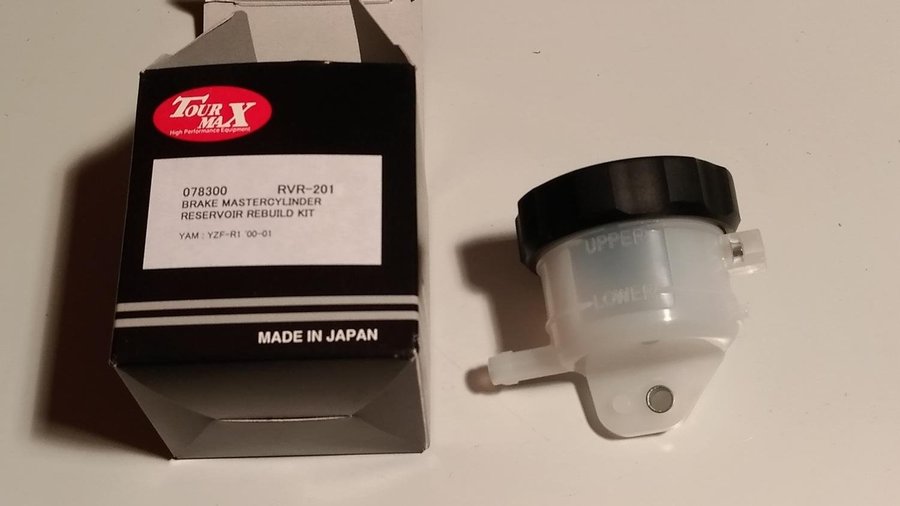 TOUR MAX
High Performance Equipment
078300 RVR-201
BRAKE MASTERCYLINDER
RESERVOIR REBUILD KIT
YAM : YZF-R1 '00-01
MADE IN JAPAN
UPPER
LOWER